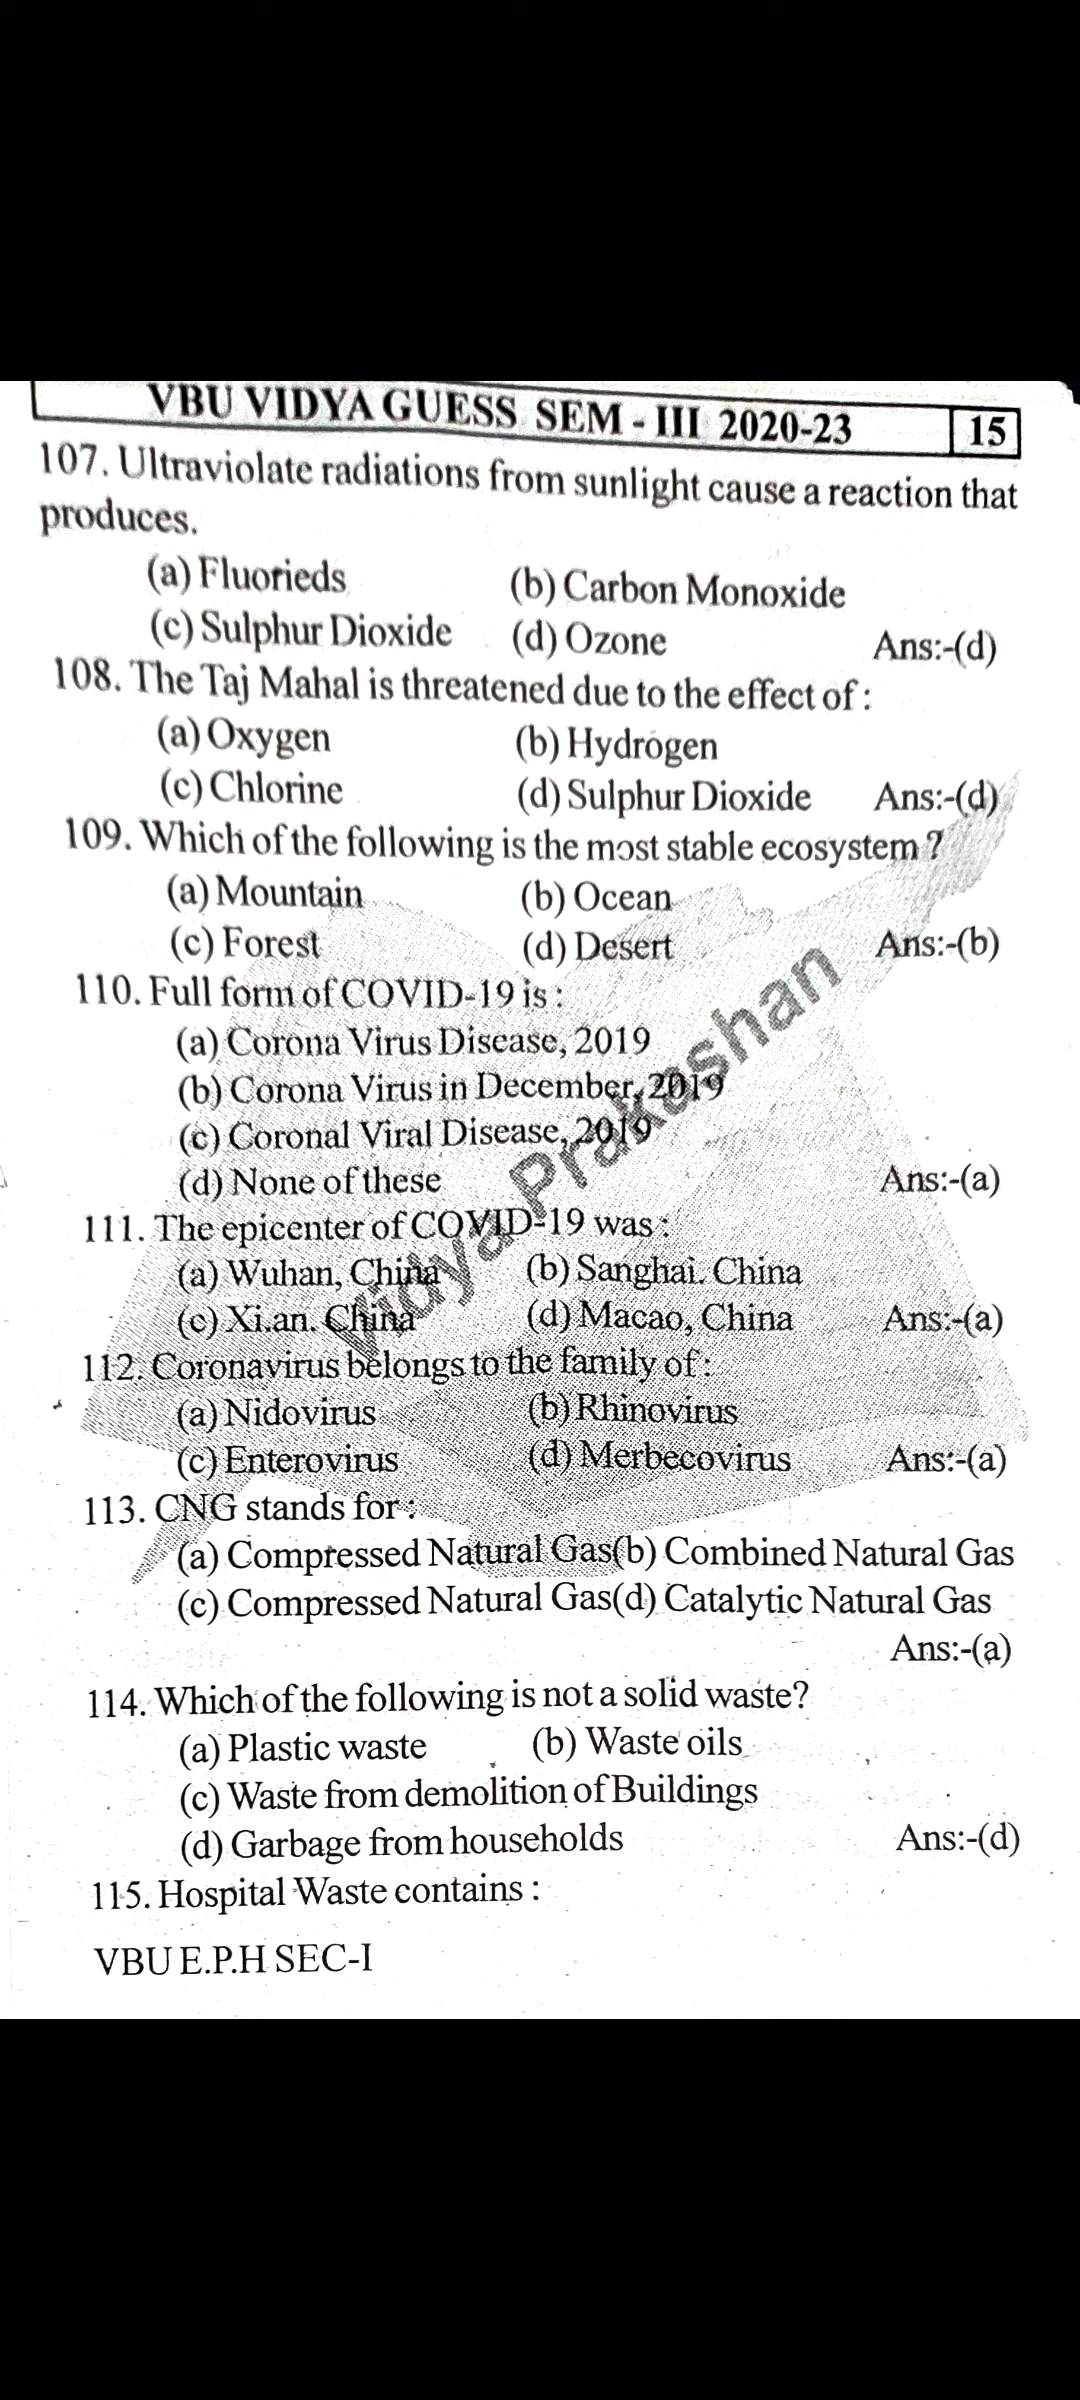 VBU VIDYA GUESS SEM - III 2020-23 15
107. Ultraviolate radiations from sunlight cause a reaction that
produces.
(a) Fluorieds (b) Carbon Monoxide
(c) Sulphur Dioxide (d) Ozone Ans:-(d)
108. The Taj Mahal is threatened due to the effect of :
(a) Oxygen (b) Hydrogen
(c) Chlorine (d) Sulphur Dioxide Ans:-(d)
109. Which of the following is the most stable ecosystem ?
(a) Mountain (b) Ocean
(c) Forest (d) Desert Ans:-(b)
110. Full form of COVID-19 is :
(a) Corona Virus Disease, 2019
(b) Corona Virus in December, 2019
(c) Coronal Viral Disease, 2019
(d) None of these Ans:-(a)
111. The epicenter of COVID-19 was :
(a) Wuhan, China (b) Sanghai. China
(c) Xi.an. China (d) Macao, China Ans:-(a)
112. Coronavirus belongs to the family of :
(a) Nidovirus (b) Rhinovirus
(c) Enterovirus (d) Merbecovirus Ans:-(a)
113. CNG stands for :
(a) Compressed Natural Gas(b) Combined Natural Gas
(c) Compressed Natural Gas(d) Catalytic Natural Gas
Ans:-(a)
114. Which of the following is not a solid waste?
(a) Plastic waste (b) Waste oils
(c) Waste from demolition of Buildings
(d) Garbage from households Ans:-(d)
115. Hospital Waste contains :
VBU E.P.H SEC-I
Vidya Prakashan